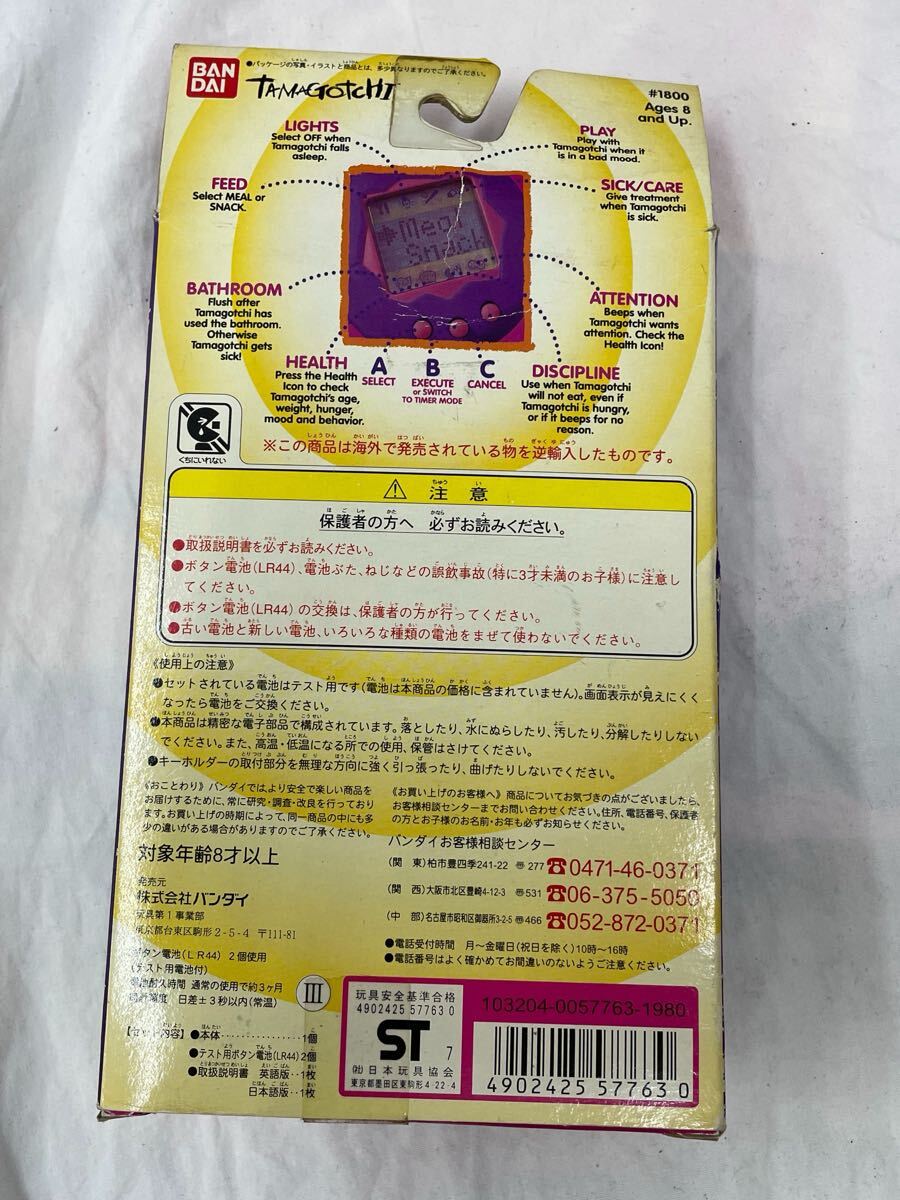 BAN
DAI
●パッケージの写真・イラストと商品とは、多少異なりますのでご了承ください。
TAMAGOTCHI
#1800
Ages 8
and Up.
LIGHTS
Select OFF when
Tamagotchi falls
asleep.
PLAY
Play with
Tamagotchi when it
is in a bad mood.
FEED
Select MEAL or
SNACK.
SICK/CARE
Give treatment
when Tamagotchi
is sick.
Meal
Snack
BATHROOM
Flush after
Tamagotchi has
used the bathroom.
Otherwise
Tamagotchi gets
sick!
ATTENTION
Beeps when
Tamagotchi wants
attention. Check the
Health Icon!
HEALTH
Press the Health
Icon to check
Tamagotchi's age,
weight, hunger,
mood and behavior.
A
SELECT
B
EXECUTE
or SWITCH
TO TIMER MODE
C
CANCEL
DISCIPLINE
Use when Tamagotchi
will not eat, even if
Tamagotchi is hungry,
or if it beeps for no
reason.
くちにいれない
※この商品は海外で発売されている物を逆輸入したものです。
注意
保護者の方へ 必ずお読みください。
●取扱説明書を必ずお読みください。
●ボタン電池(LR44)、電池ぶた、ねじなどの誤飲事故(特に3才未満のお子様)に注意し
てください。
●ボタン電池(LR44)の交換は、保護者の方が行ってください。
●古い電池と新しい電池、いろいろな種類の電池をまぜて使わないでください。
《使用上の注意》
●セットされている電池はテスト用です(電池は本商品の価格に含まれていません)。画面表示が見えにくく
なったら電池をご交換ください。
●本商品は精密な電子部品で構成されています。落としたり、水にぬらしたり、汚したり、分解したりしない
でください。また、高温・低温になる所での使用、保管はさけてください。
●キーホルダーの取付部分を無理な方向に強く引っ張ったり、曲げたりしないでください。
《おことわり》バンダイでは、より安全で楽しい商品を
お届けするために、常に研究・調査・改良を行っており
ます。お買い上げの時期によって、同一商品の中にも多
少の違いがある場合がありますのでご了承ください。
《お買い上げのお客様へ》商品についてお気づきの点がございましたら、
お客様相談センターまでお問い合わせください。住所、電話番号、保護者
の方とお子様のお名前・お年も必ずお知らせください。
対象年齢8才以上
バンダイお客様相談センター
(関 東)柏市豊四季241-22 〠277 ☎0471-46-0371
(関 西)大阪市北区豊崎4-12-3 〠531 ☎06-375-5050
(中 部)名古屋市昭和区御器所3-2-5 〠466 ☎052-872-0371
発売元
株式会社バンダイ
玩具第1事業部
東京都台東区駒形2-5-4 〒111-81
●電話受付時間 月～金曜日(祝日を除く)10時～16時
●電話番号はよく確かめてお間違いのないようご注意ください。
ボタン電池(LR44) 2個使用
(テスト用電池付)
電池耐久時間 通常の使用で約3ヶ月
時計精度 日差±3秒以内(常温)
III
【セット内容】●本体‥‥‥‥‥‥1個
●テスト用ボタン電池(LR44)2個
●取扱説明書 英語版‥1枚
日本語版‥1枚
玩具安全基準合格
4902425 57763 0
ST 7
(社)日本玩具協会
東京都墨田区東駒形4-22-4
103204-0057763-1980
4902425 577630